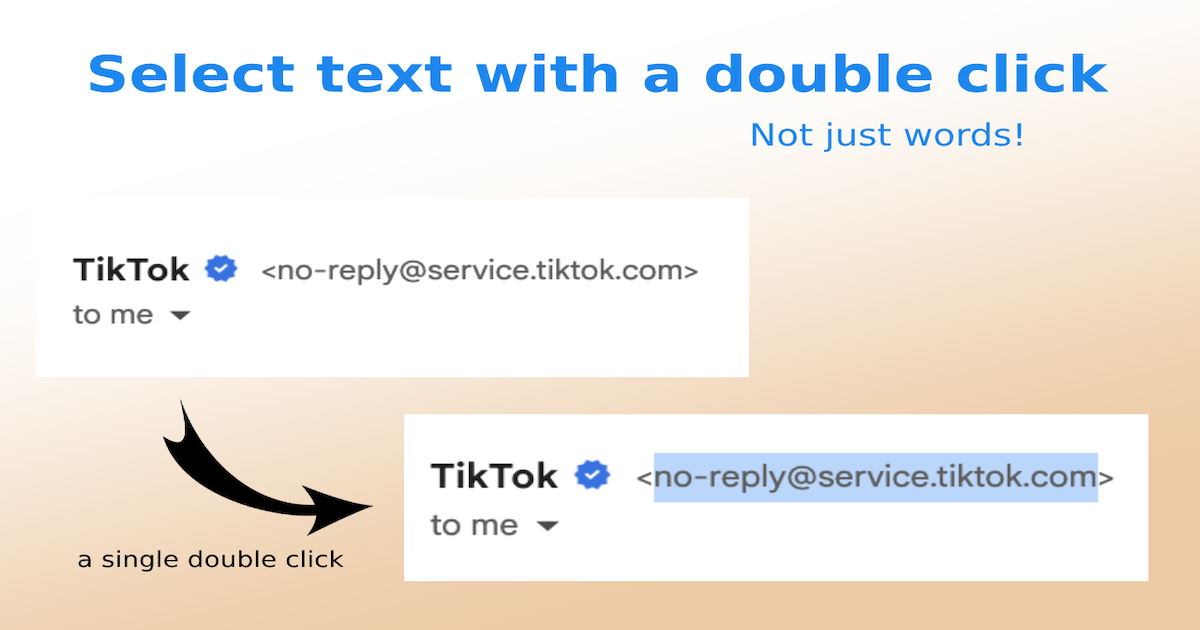 Select text with a double click
Not just words!
TikTok <no-reply@service.tiktok.com>
to me
a single double click
TikTok <no-reply@service.tiktok.com>
to me